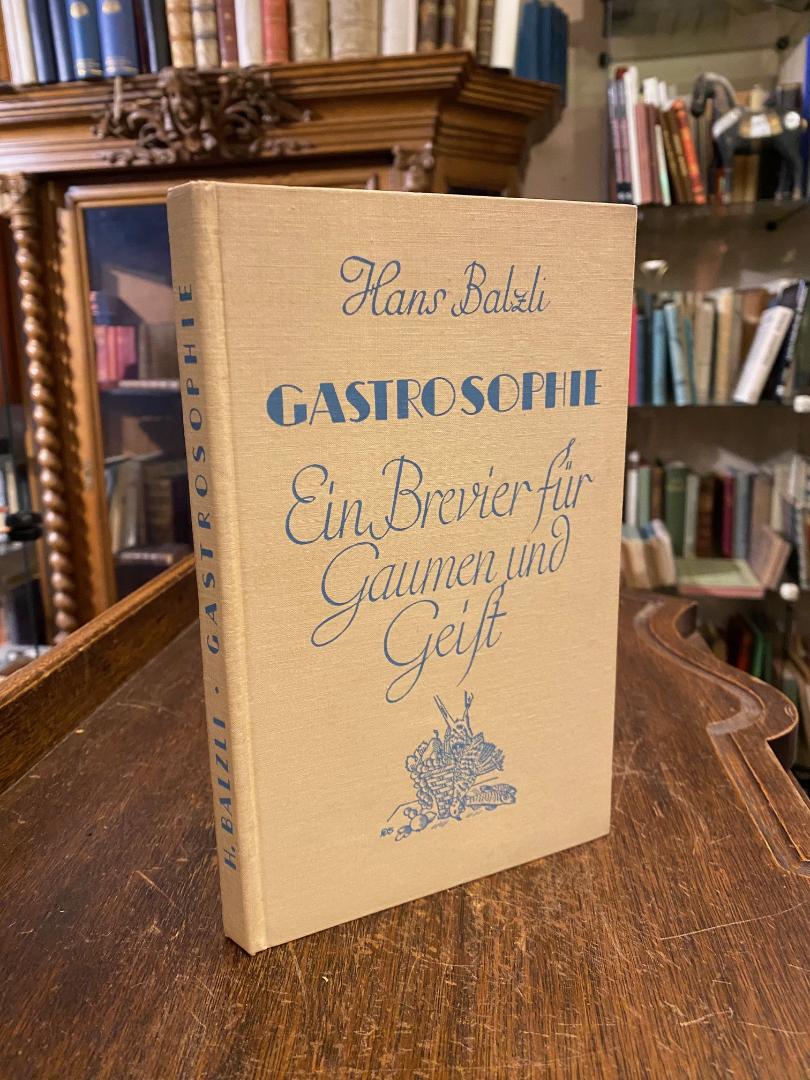 Hans Balzli
GASTROSOPHIE
Ein Brevier für
Gaumen und
Geist
H. BALZLI · GASTROSOPHIE